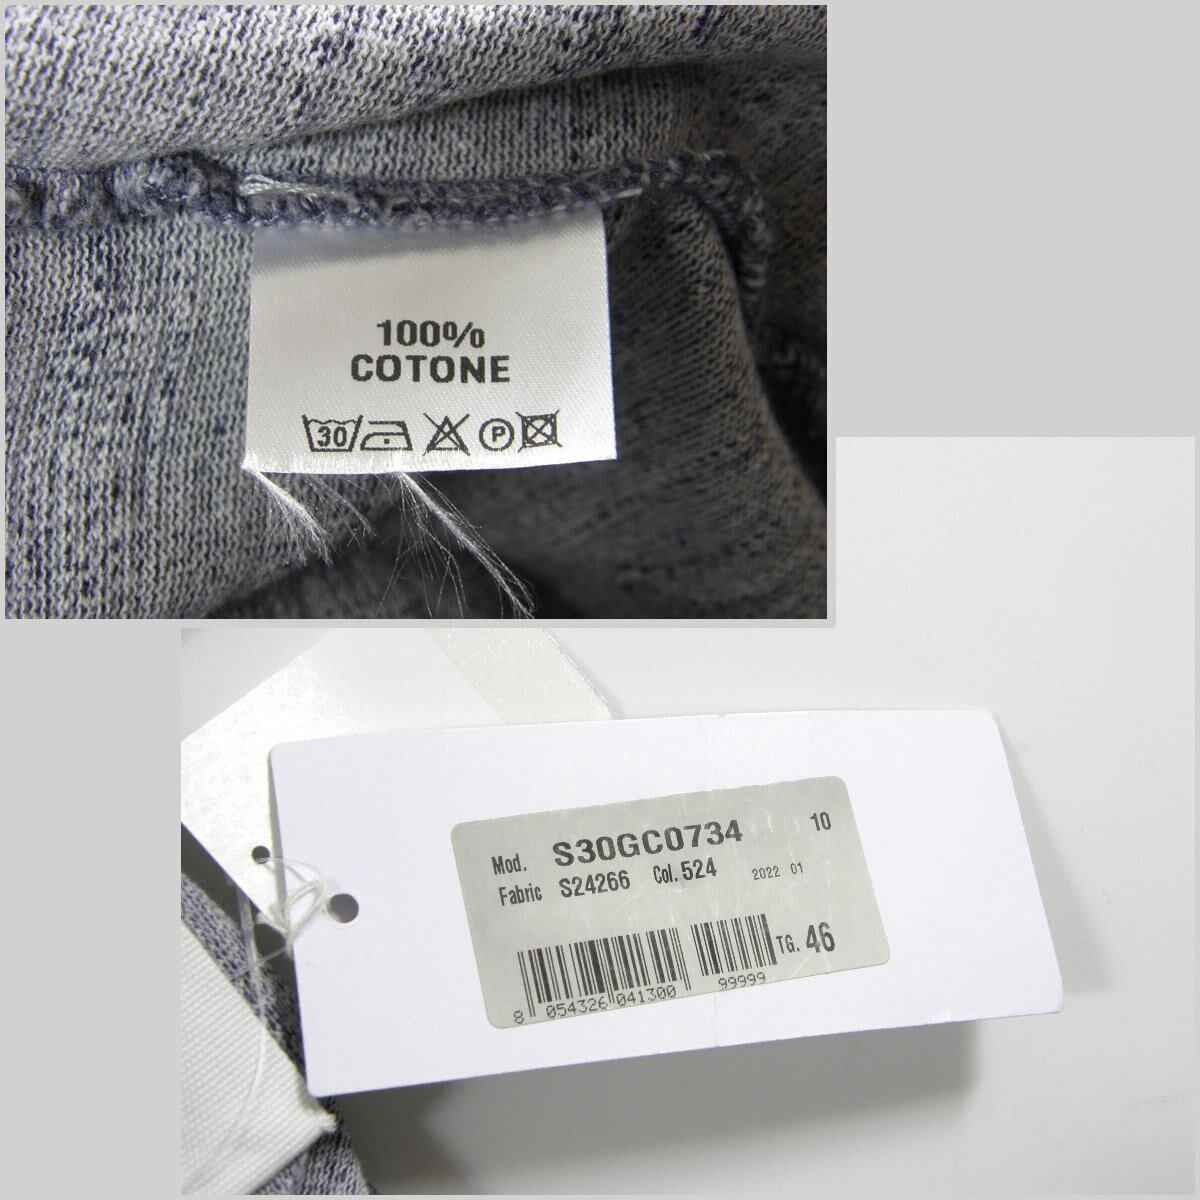 100%
COTONE
30 P
Mod. S30GC0734 10
Fabric S24266 Col. 524 2022 01
TG. 46
8 054326 041300 99999